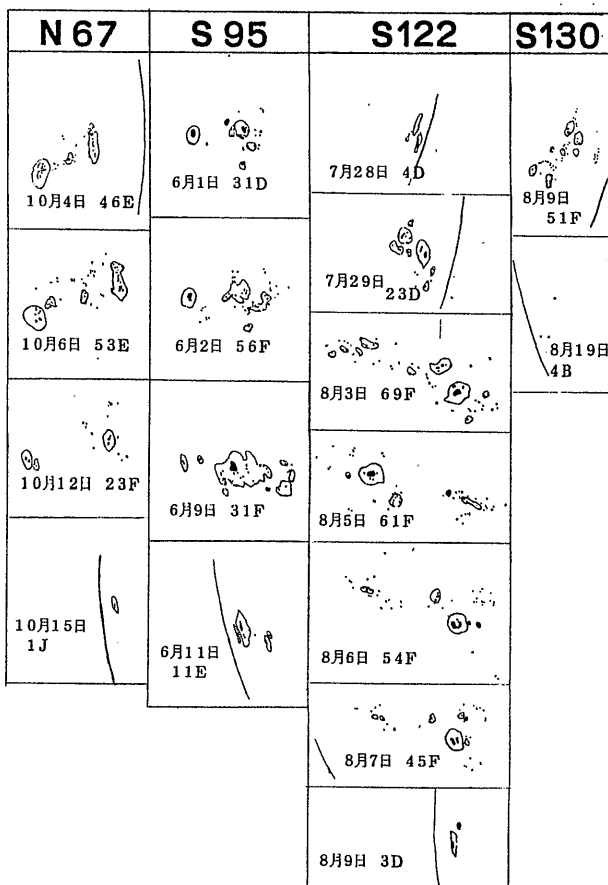 N 67
10月4日 46E
10月6日 53E
10月12日 23F
10月15日
1J
S 95
6月1日 31D
6月2日 56F
6月9日 31F
6月11日
11E
S122
7月28日 4D
7月29日
23D
8月3日 69F
8月5日 61F
8月6日 54F
8月7日 45F
8月9日 3D
S130
8月9日
51F
8月19日
4B